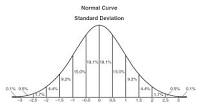 Normal Curve
Standard Deviation
19.1% 19.1%
15.0% 15.0%
9.2% 9.2%
0.1% 0.5% 4.4% 4.4% 0.5% 0.1%
1.7% 1.7%
-3 -2.5 -2 -1.5 -1 -0.5 0 0.5 1 1.5 2 2.5 3